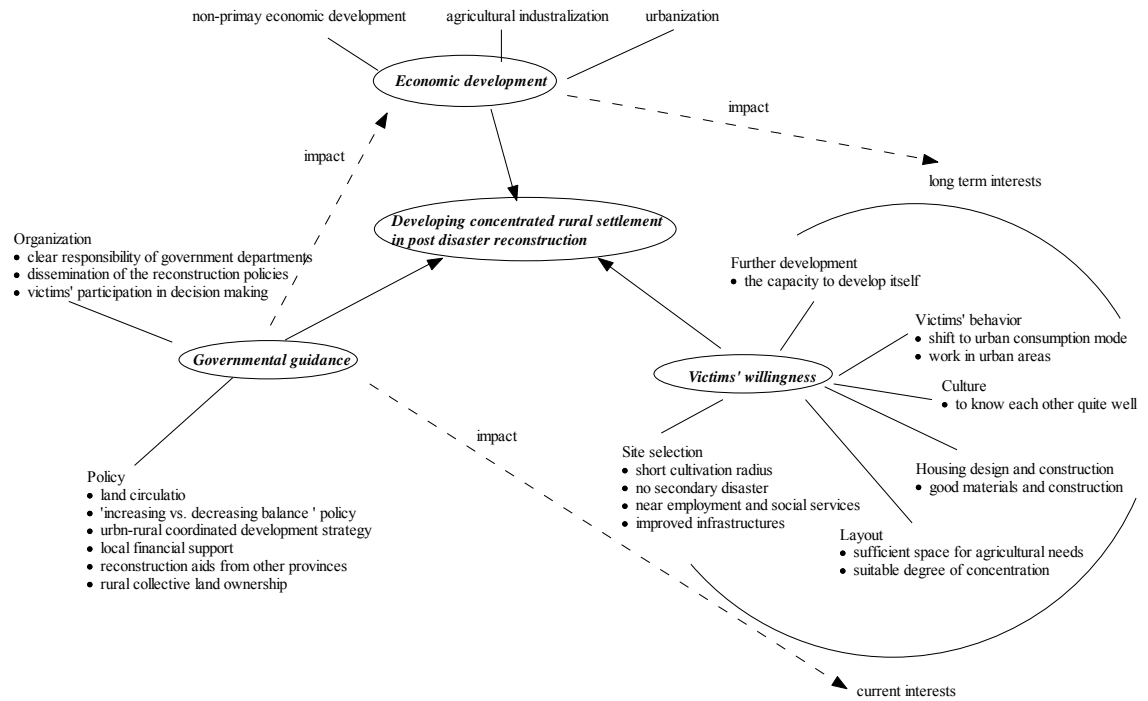 non-primay economic development
agricultural industralization
urbanization
Economic development
impact
impact
long term interests
Developing concentrated rural settlement
in post disaster reconstruction
Organization
• clear responsibility of government departments
• dissemination of the reconstruction policies
• victims' participation in decision making
Further development
• the capacity to develop itself
Victims' behavior
• shift to urban consumption mode
• work in urban areas
Governmental guidance
Victims' willingness
Culture
• to know each other quite well
impact
Site selection
• short cultivation radius
• no secondary disaster
• near employment and social services
• improved infrastructures
Housing design and construction
• good materials and construction
Policy
• land circulatio
• 'increasing vs. decreasing balance ' policy
• urbn-rural coordinated development strategy
• local financial support
• reconstruction aids from other provinces
• rural collective land ownership
Layout
• sufficient space for agricultural needs
• suitable degree of concentration
current interests